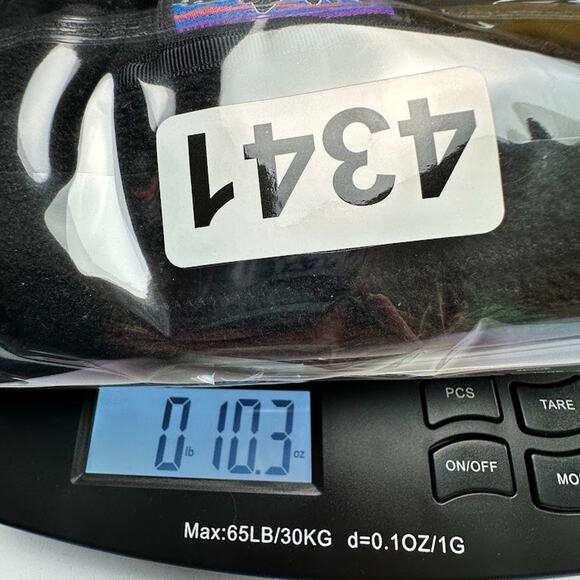 4341
0 lb 10.3 oz
PCS
TARE
ON/OFF
MO
Max:65LB/30KG d=0.1OZ/1G